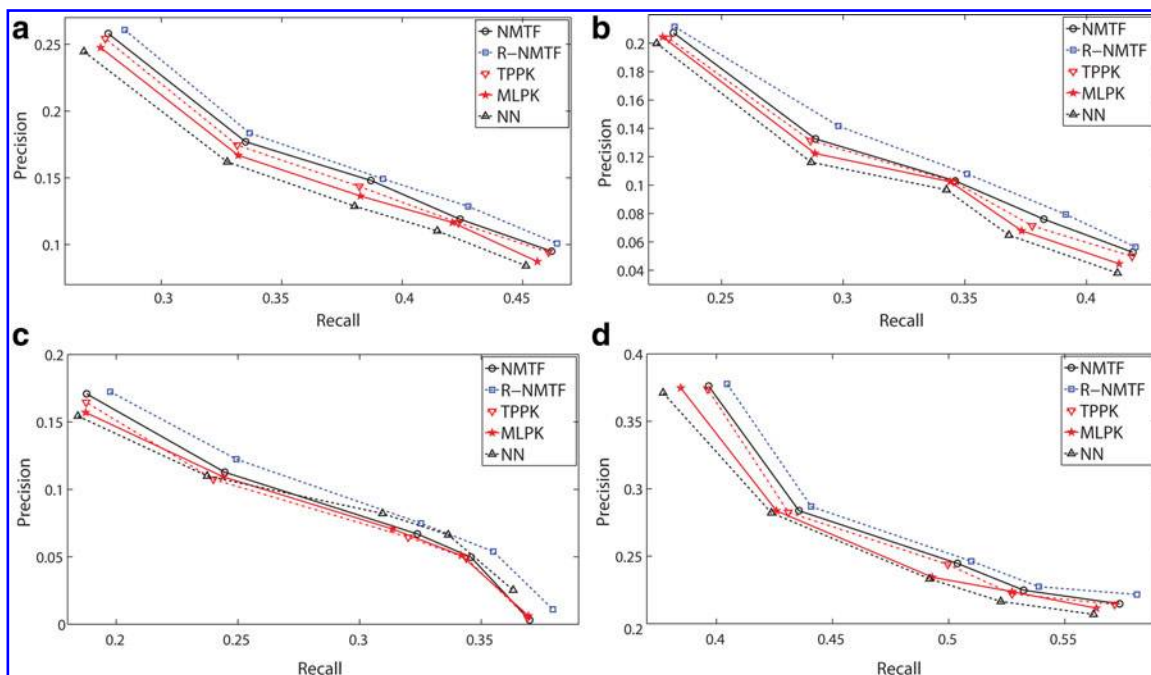 a
NMTF
R-NMTF
TPPK
MLPK
NN
0.25
0.2
0.15
0.1
Precision
0.3
0.35
0.4
0.45
Recall
b
NMTF
R-NMTF
TPPK
MLPK
NN
0.2
0.18
0.16
0.14
0.12
0.1
0.08
0.06
0.04
Precision
0.25
0.3
0.35
0.4
Recall
c
NMTF
R-NMTF
TPPK
MLPK
NN
0.2
0.15
0.1
0.05
0
Precision
0.2
0.25
0.3
0.35
Recall
d
NMTF
R-NMTF
TPPK
MLPK
NN
0.4
0.35
0.3
0.25
0.2
Precision
0.4
0.45
0.5
0.55
Recall